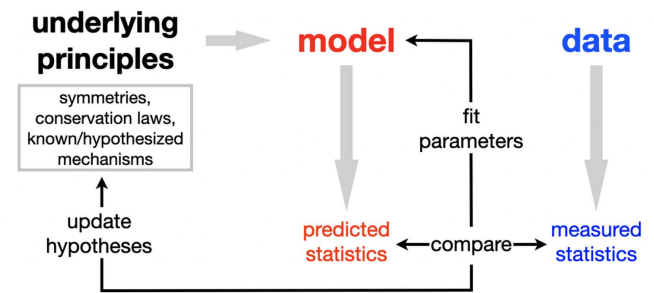 underlying
principles
model
data
symmetries,
conservation laws,
known/hypothesized
mechanisms
fit
parameters
update
hypotheses
predicted
statistics
compare
measured
statistics